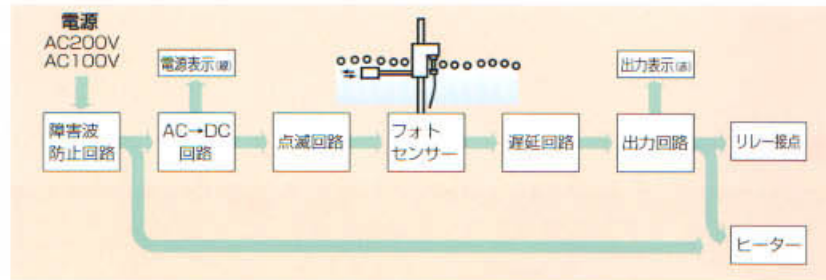 電源
AC200V
AC100V
電源表示(緑)
出力表示(赤)
障害波
防止回路
AC→DC
回路
点滅回路
フォト
センサー
遅延回路
出力回路
リレー接点
ヒーター